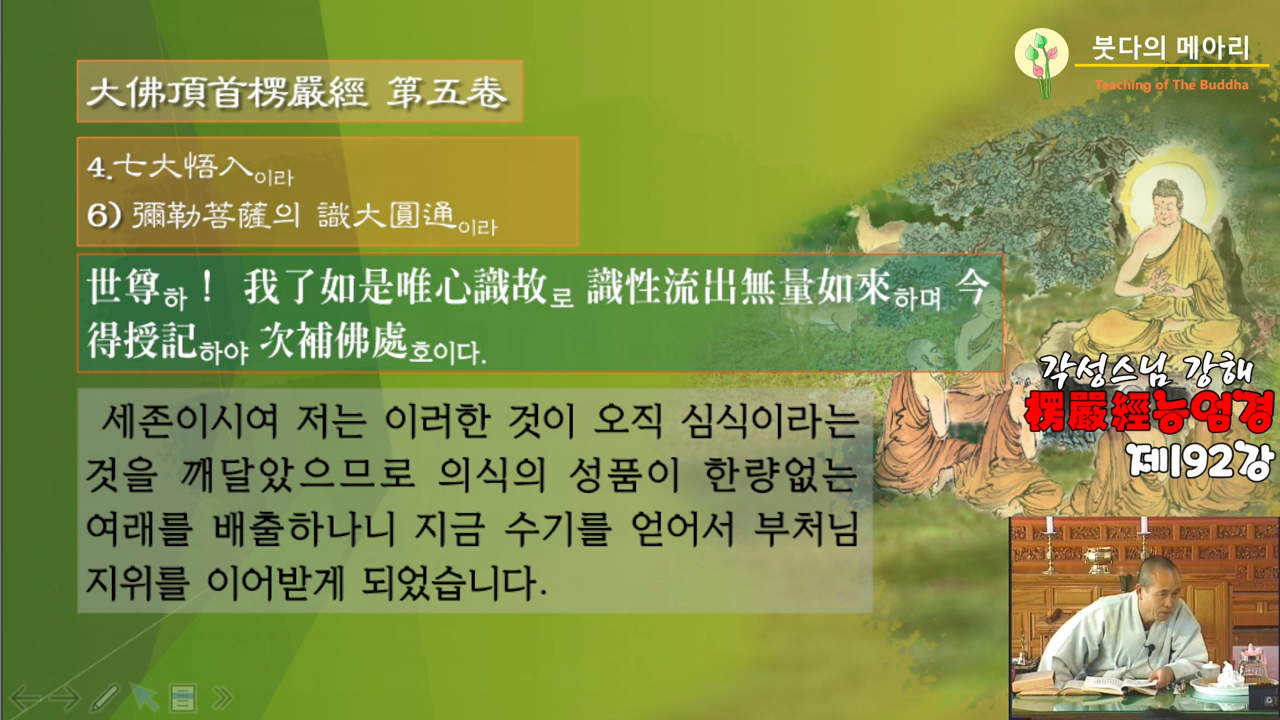 大佛頂首楞嚴經 第五卷
4.七大悟入이라
6) 彌勒菩薩의 識大圓通이라
世尊하 ! 我了如是唯心識故로 識性流出無量如來하며 今
得授記하야 次補佛處호이다.
세존이시여 저는 이러한 것이 오직 심식이라는
것을 깨달았으므로 의식의 성품이 한량없는
여래를 배출하나니 지금 수기를 얻어서 부처님
지위를 이어받게 되었습니다.
붓다의 메아리
Teaching of The Buddha
각성스님 강해
楞嚴經능엄경
제192강